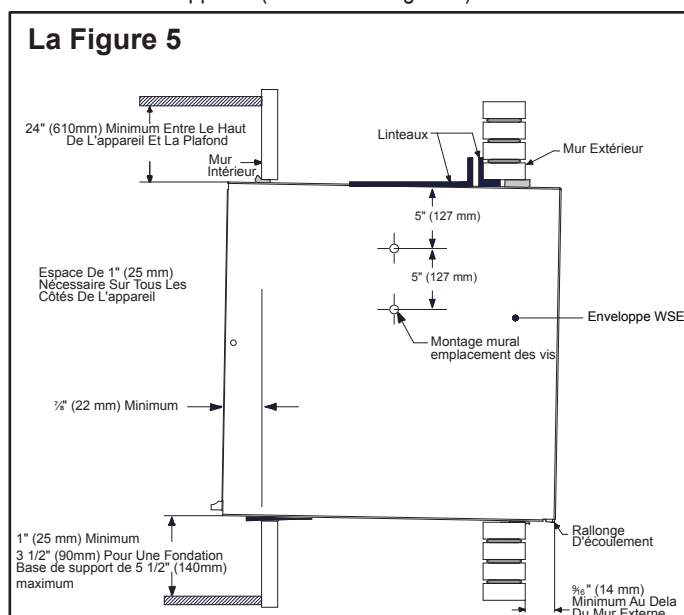 La Figure 5
24" (610mm) Minimum Entre Le Haut
De L'appareil Et La Plafond
Mur
Intérieur
Linteaux
Mur Extérieur
5" (127 mm)
5" (127 mm)
Espace De 1" (25 mm)
Nécessaire Sur Tous Les
Côtés De L'appareil
Enveloppe WSE
Montage mural
emplacement des vis
⅞" (22 mm) Minimum
1" (25 mm) Minimum
3 1/2" (90mm) Pour Une Fondation
Base de support de 5 1/2" (140mm)
maximum
Rallonge
D'écoulement
9⁄16" (14 mm)
Minimum Au Dela
Du Mur Externe